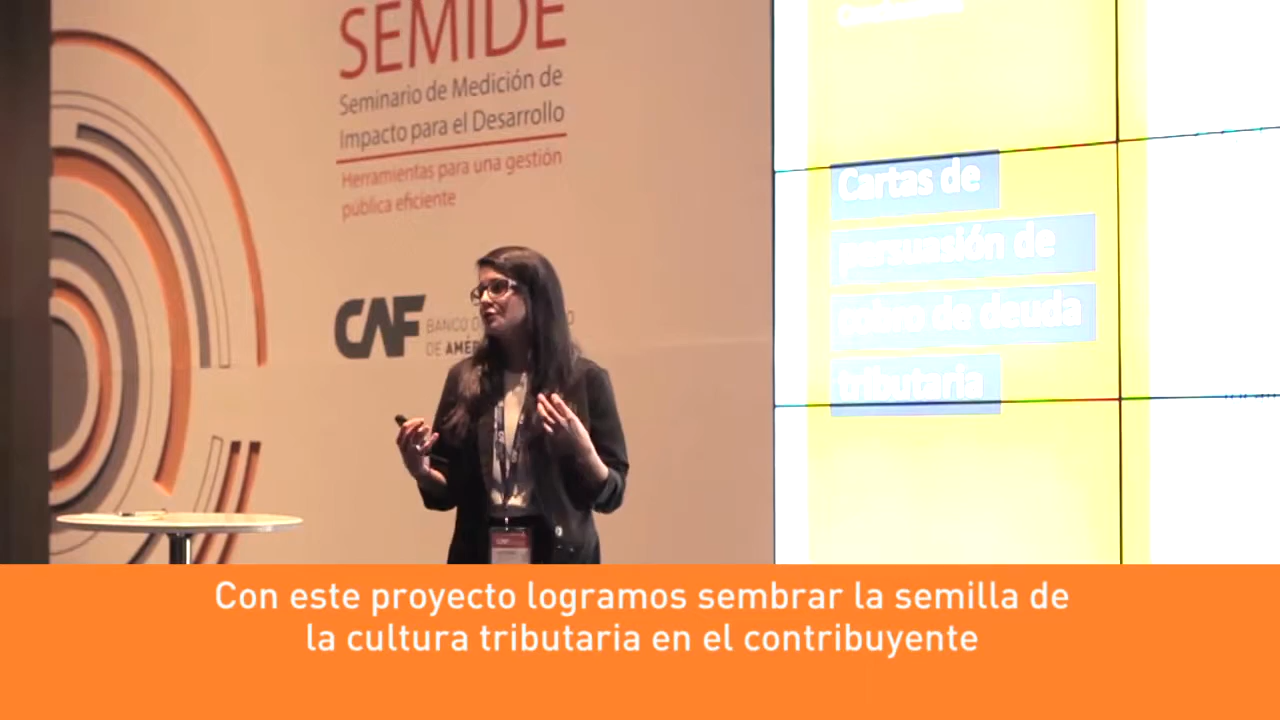 SEMIDE
Seminario de Medición de
Impacto para el Desarrollo
Herramientas para una gestión
pública eficiente
CAF
BANCO
DE
Cartas de
persuasión de
cobro de deuda
tributaria
Con este proyecto logramos sembrar la semilla de
la cultura tributaria en el contribuyente